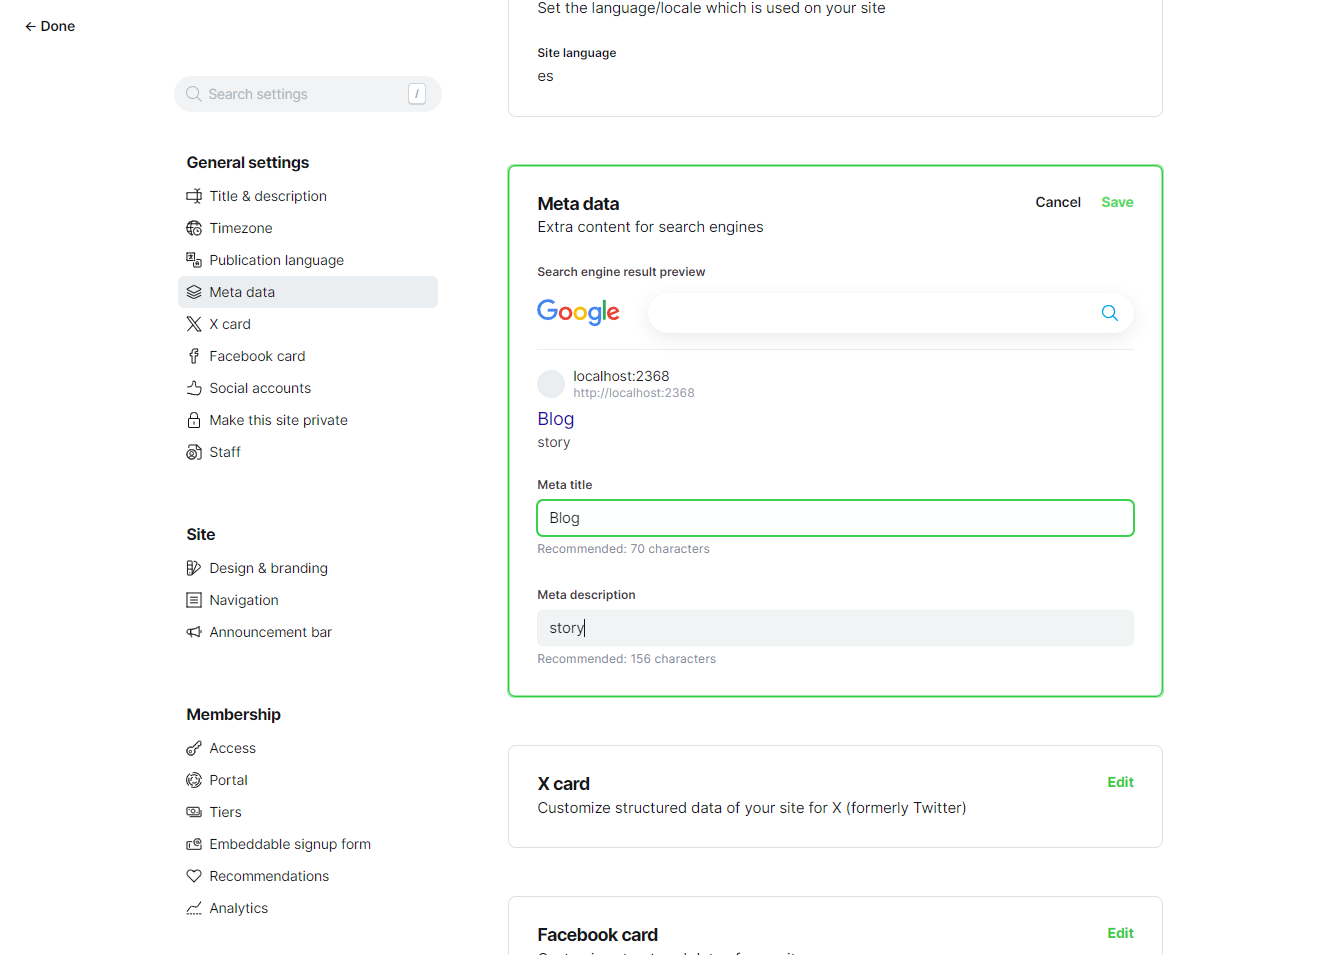 ← Done
Search settings /
General settings
Title & description
Timezone
Publication language
Meta data
X card
Facebook card
Social accounts
Make this site private
Staff
Site
Design & branding
Navigation
Announcement bar
Membership
Access
Portal
Tiers
Embeddable signup form
Recommendations
Analytics
Set the language/locale which is used on your site
Site language
es
Meta data
Cancel Save
Extra content for search engines
Search engine result preview
Google
localhost:2368
http://localhost:2368
Blog
story
Meta title
Blog
Recommended: 70 characters
Meta description
story
Recommended: 156 characters
X card
Edit
Customize structured data of your site for X (formerly Twitter)
Facebook card
Edit